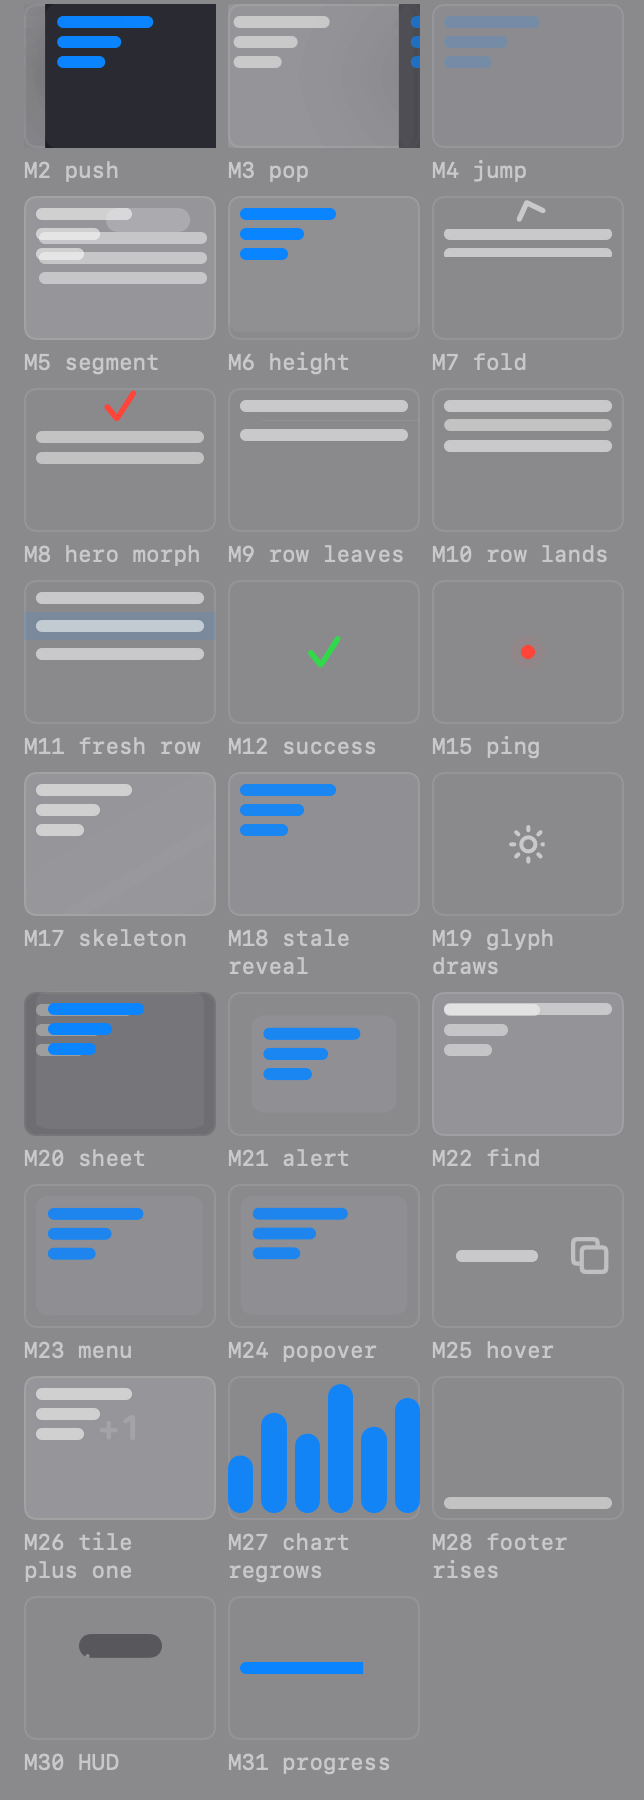 M2 push
M3 pop
M4 jump
M5 segment
M6 height
M7 fold
M8 hero morph
M9 row leaves
M10 row lands
M11 fresh row
M12 success
M15 ping
M17 skeleton
M18 stale
reveal
M19 glyph
draws
M20 sheet
M21 alert
M22 find
M23 menu
M24 popover
M25 hover
+1
M26 tile
plus one
M27 chart
regrows
M28 footer
rises
M30 HUD
M31 progress